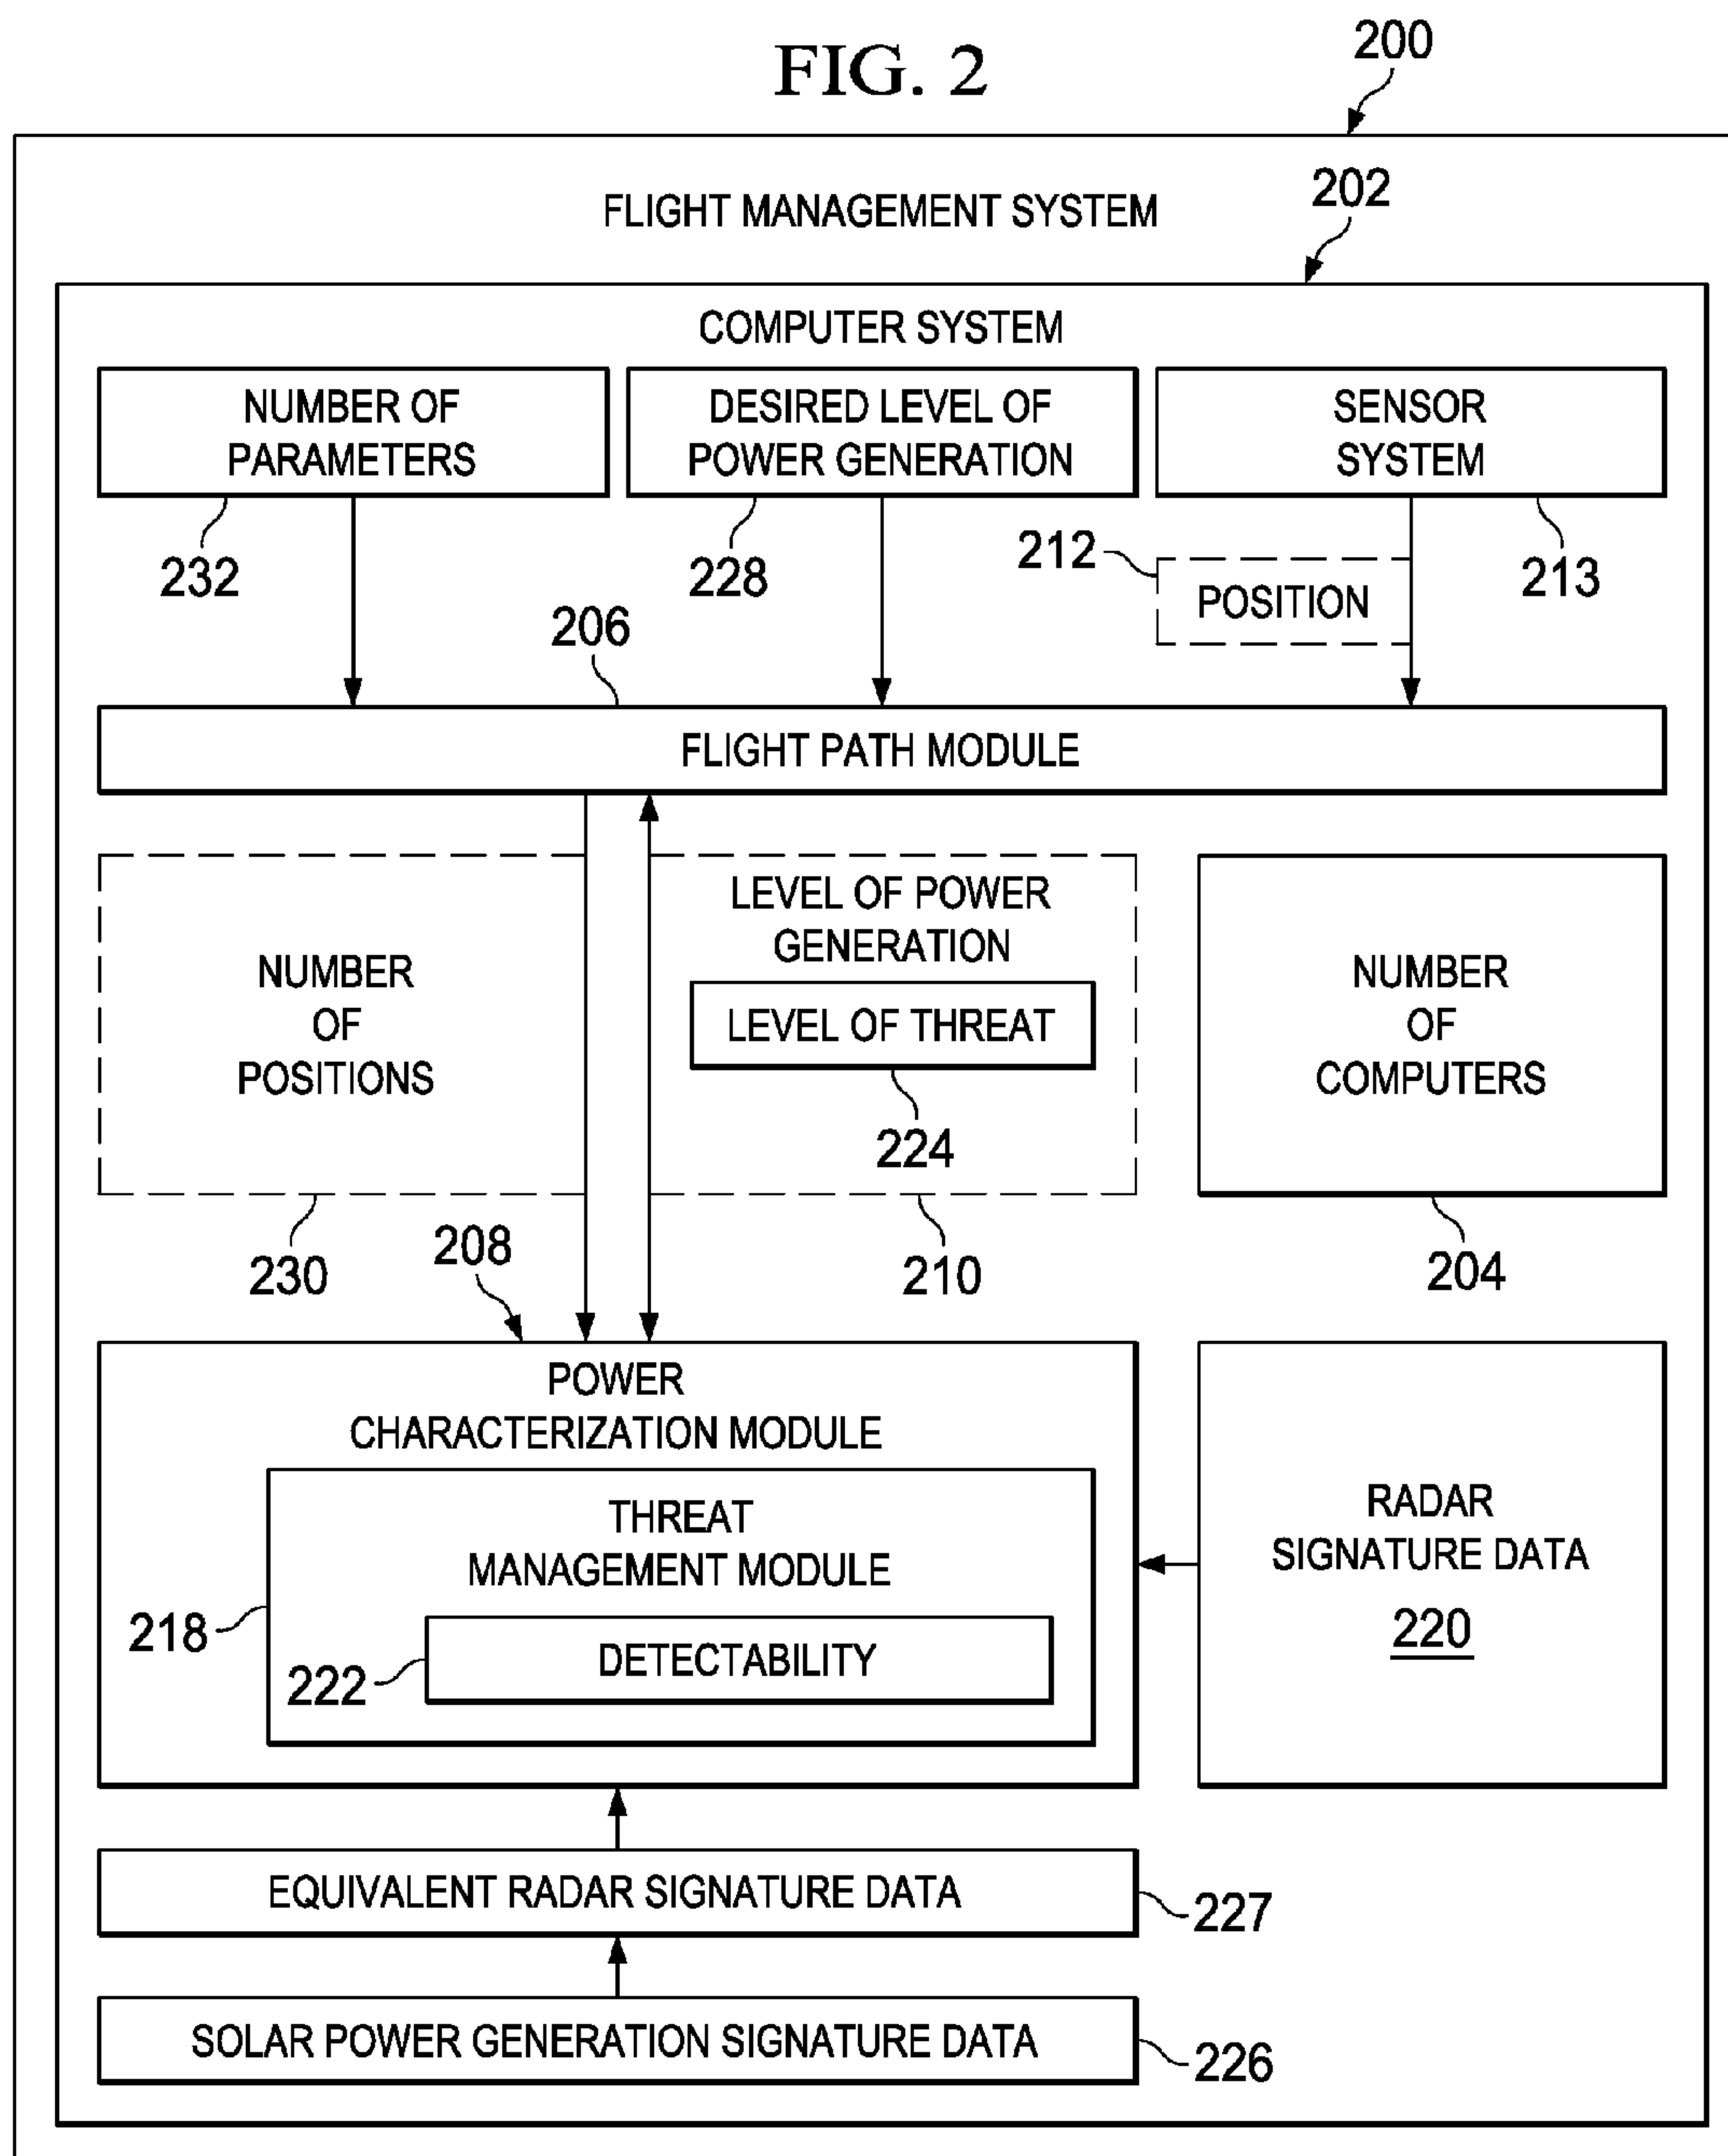 FIG. 2
200
FLIGHT MANAGEMENT SYSTEM
202
COMPUTER SYSTEM
NUMBER OF
PARAMETERS
232
DESIRED LEVEL OF
POWER GENERATION
228
SENSOR
SYSTEM
213
212
POSITION
206
FLIGHT PATH MODULE
NUMBER
OF
POSITIONS
230
LEVEL OF POWER
GENERATION
LEVEL OF THREAT
224
210
NUMBER
OF
COMPUTERS
204
208
POWER
CHARACTERIZATION MODULE
THREAT
MANAGEMENT MODULE
218
DETECTABILITY
222
RADAR
SIGNATURE DATA
220
EQUIVALENT RADAR SIGNATURE DATA
227
SOLAR POWER GENERATION SIGNATURE DATA
226